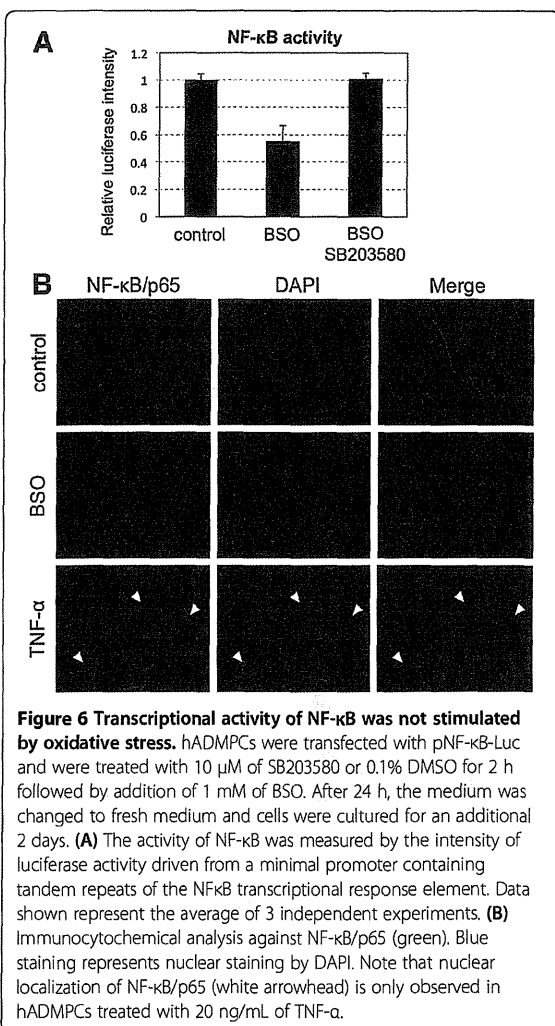 A
NF-κB activity
Relative luciferase intensity
1.2
1
0.8
0.6
0.4
0.2
0
control BSO BSO
SB203580
B
NF-κB/p65 DAPI Merge
control
BSO
TNF-α
Figure 6 Transcriptional activity of NF-κB was not stimulated
by oxidative stress. hADMPCs were transfected with pNF-κB-Luc
and were treated with 10 μM of SB203580 or 0.1% DMSO for 2 h
followed by addition of 1 mM of BSO. After 24 h, the medium was
changed to fresh medium and cells were cultured for an additional
2 days. (A) The activity of NF-κB was measured by the intensity of
luciferase activity driven from a minimal promoter containing
tandem repeats of the NFκB transcriptional response element. Data
shown represent the average of 3 independent experiments. (B)
Immunocytochemical analysis against NF-κB/p65 (green). Blue
staining represents nuclear staining by DAPI. Note that nuclear
localization of NF-κB/p65 (white arrowhead) is only observed in
hADMPCs treated with 20 ng/mL of TNF-α.